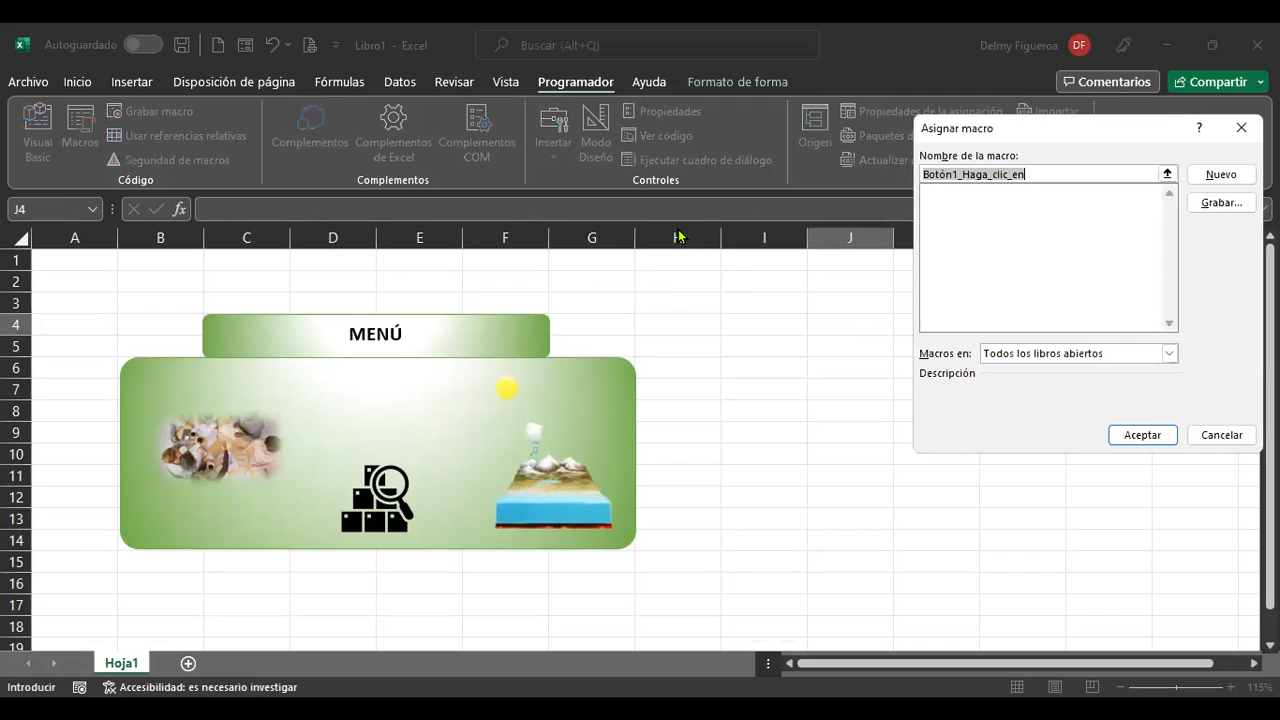 Autoguardado
Libro1 - Excel
Buscar (Alt+Q)
Delmy Figueroa
DF
Archivo
Inicio
Insertar
Disposición de página
Fórmulas
Datos
Revisar
Vista
Programador
Ayuda
Formato de forma
Comentarios
Compartir
Visual Basic
Macros
Grabar macro
Usar referencias relativas
Seguridad de macros
Código
Complementos
Complementos de Excel
Complementos COM
Complementos
Insertar
Modo Diseño
Propiedades
Ver código
Ejecutar cuadro de diálogo
Controles
Origen
Propiedades de la asignación
Paquetes d
Actualizar
Importar
J4
fx
A B C D E F G H I J
1
2
3
4
5
6
7
8
9
10
11
12
13
14
15
16
17
18
19
MENÚ
Asignar macro
?
Nombre de la macro:
Botón1_Haga_clic_en
Nuevo
Grabar...
Macros en:
Todos los libros abiertos
Descripción
Aceptar
Cancelar
Hoja1
Introducir
Accesibilidad: es necesario investigar
115%